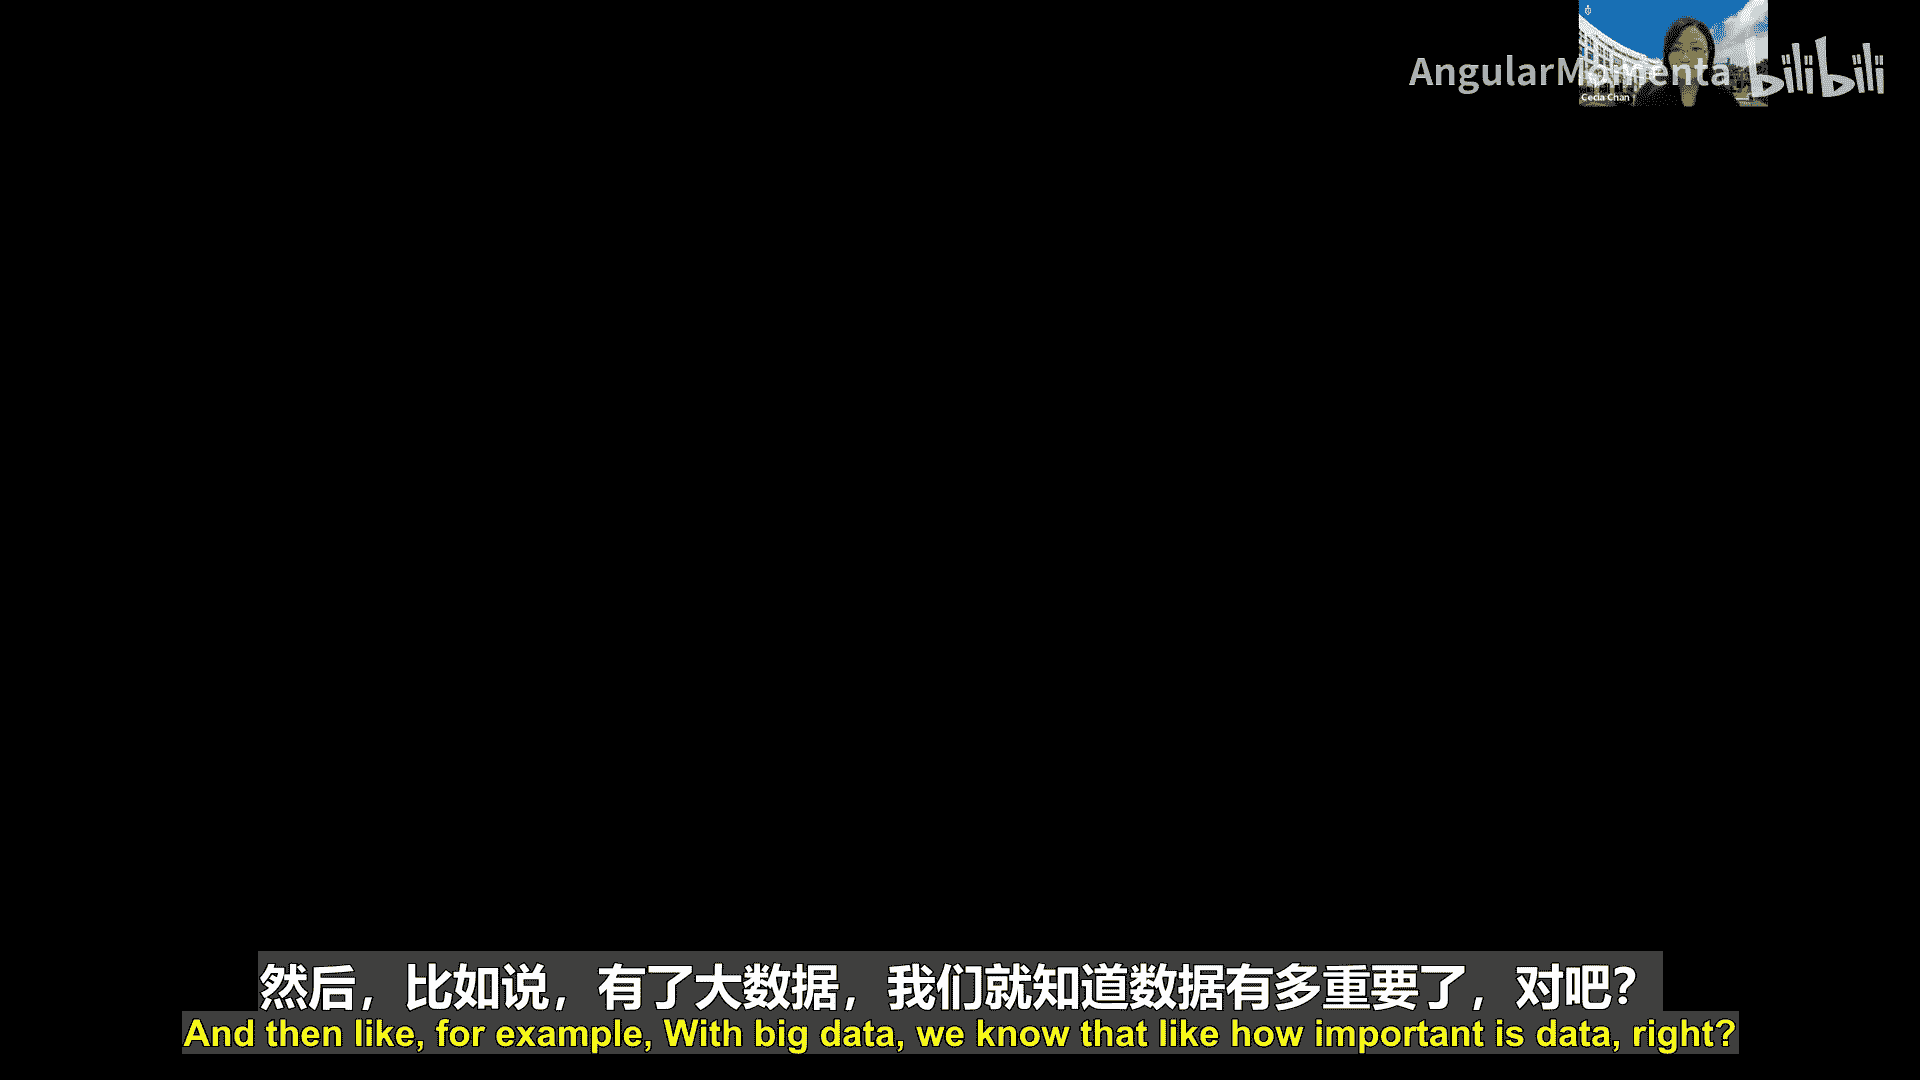 AngularMomenta bilibili
Cecia Chan
然后，比如说，有了大数据，我们就知道数据有多重要了，对吧？
And then like, for example, With big data, we know that like how important is data, right?